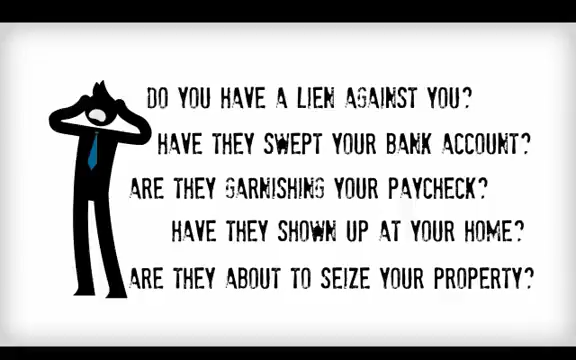 DO YOU HAVE A LIEN AGAINST YOU?
HAVE THEY SWEPT YOUR BANK ACCOUNT?
ARE THEY GARNISHING YOUR PAYCHECK?
HAVE THEY SHOWN UP AT YOUR HOME?
ARE THEY ABOUT TO SEIZE YOUR PROPERTY?